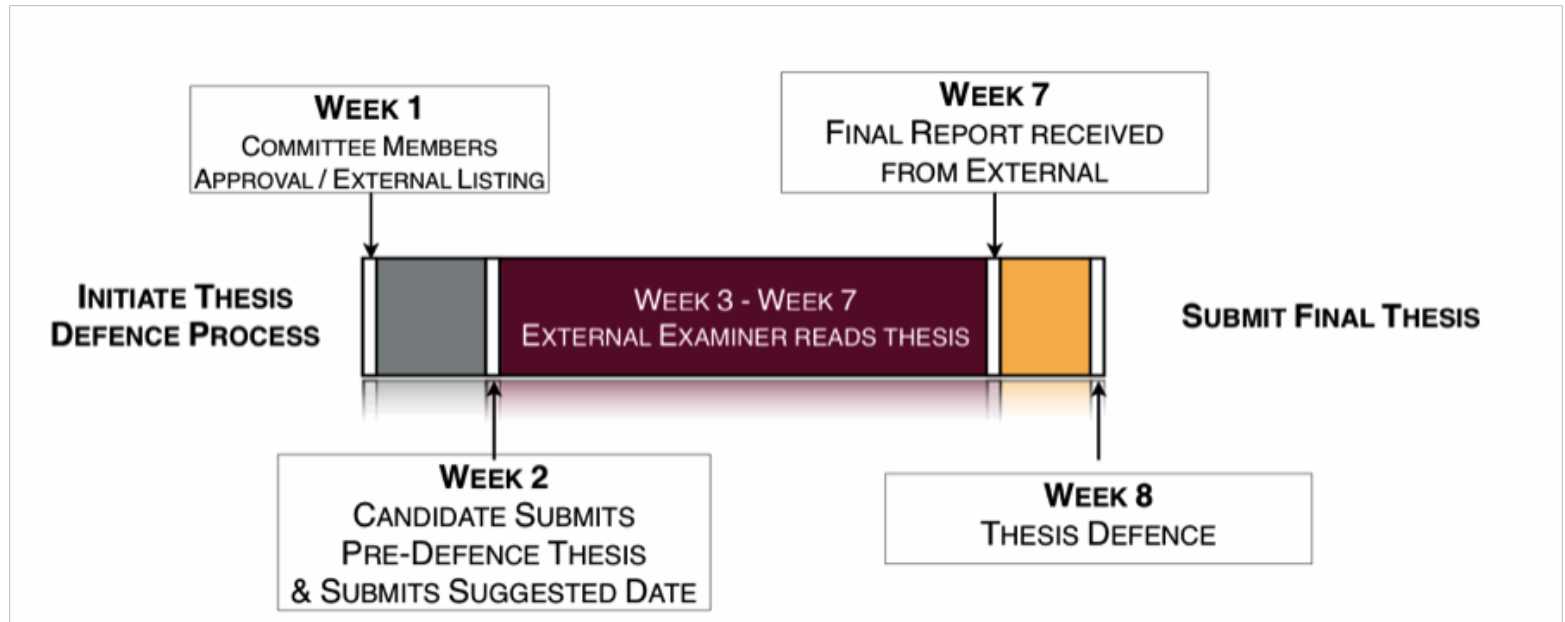 WEEK 1
COMMITTEE MEMBERS
APPROVAL / EXTERNAL LISTING
WEEK 7
FINAL REPORT RECEIVED
FROM EXTERNAL
INITIATE THESIS
DEFENCE PROCESS
WEEK 3 - WEEK 7
EXTERNAL EXAMINER READS THESIS
SUBMIT FINAL THESIS
WEEK 2
CANDIDATE SUBMITS
PRE-DEFENCE THESIS
& SUBMITS SUGGESTED DATE
WEEK 8
THESIS DEFENCE